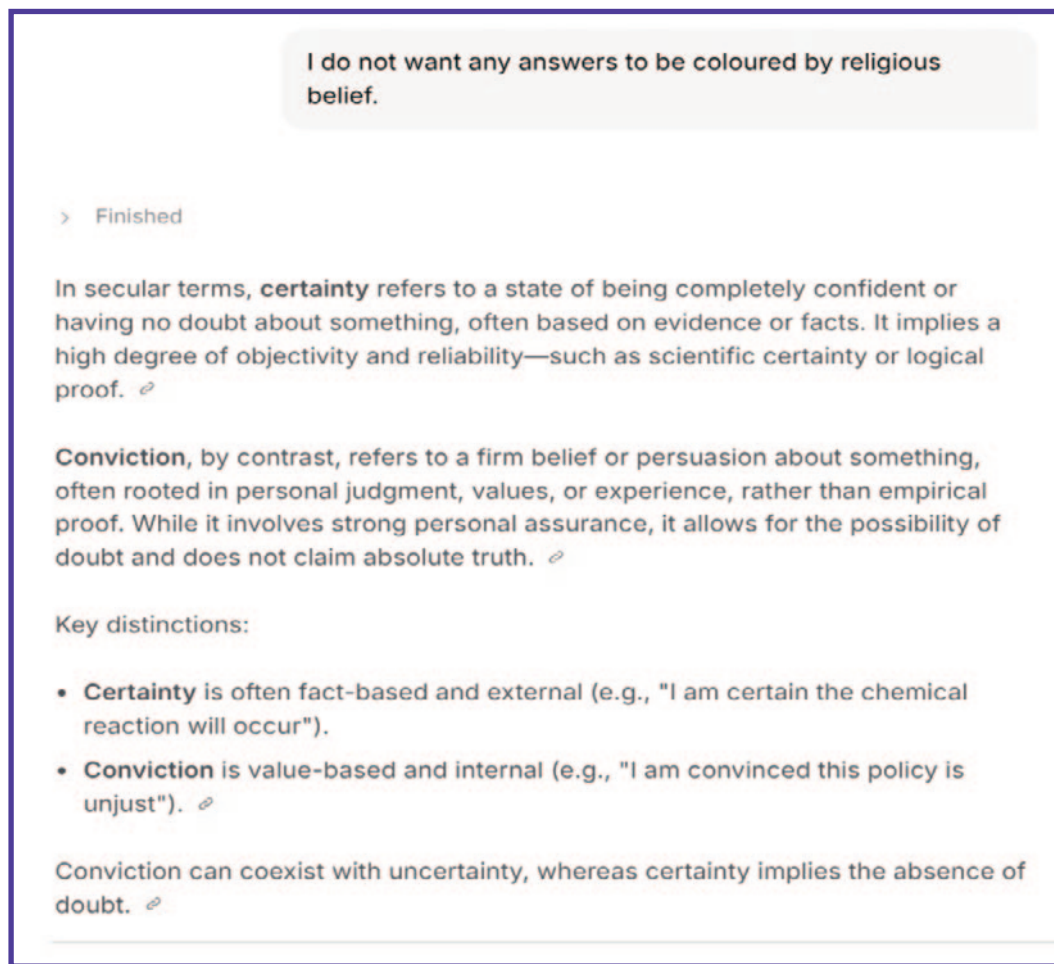 I do not want any answers to be coloured by religious
belief.
> Finished
In secular terms, certainty refers to a state of being completely confident or
having no doubt about something, often based on evidence or facts. It implies a
high degree of objectivity and reliability—such as scientific certainty or logical
proof.
Conviction, by contrast, refers to a firm belief or persuasion about something,
often rooted in personal judgment, values, or experience, rather than empirical
proof. While it involves strong personal assurance, it allows for the possibility of
doubt and does not claim absolute truth.
Key distinctions:
• Certainty is often fact-based and external (e.g., "I am certain the chemical
reaction will occur").
• Conviction is value-based and internal (e.g., "I am convinced this policy is
unjust").
Conviction can coexist with uncertainty, whereas certainty implies the absence of
doubt.